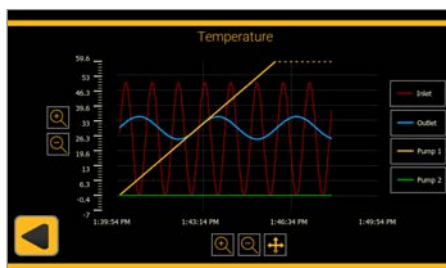 Temperature
59.6
53
46.3
39.6
33
26.3
19.6
13
6.3
-0.4
-7
1:39:54 PM 1:43:14 PM 1:46:34 PM 1:49:54 PM
Inlet
Outlet
Pump 1
Pump 2